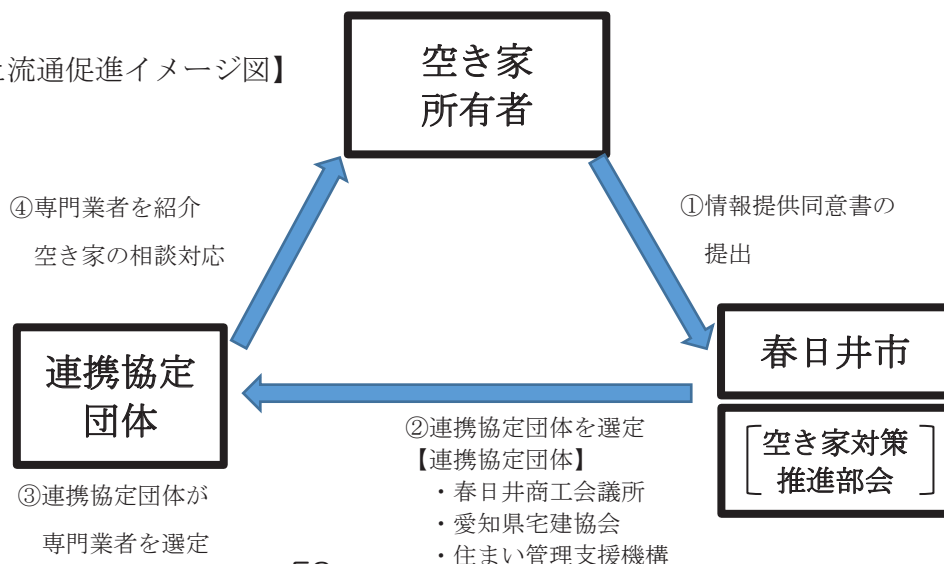 流通促進イメージ図】
空き家
所有者
④専門業者を紹介
空き家の相談対応
①情報提供同意書の
提出
連携協定
団体
春日井市
②連携協定団体を選定
【連携協定団体】
・春日井商工会議所
・愛知県宅建協会
・住まい管理支援機構
空き家対策
推進部会
③連携協定団体が
専門業者を選定